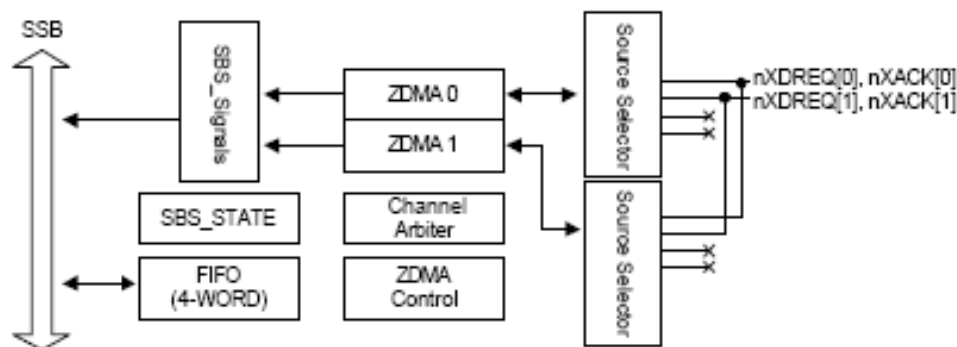 SSB
SBS_Signals
ZDMA 0
ZDMA 1
Source Selector
nXDREQ[0], nXACK[0]
nXDREQ[1], nXACK[1]
SBS_STATE
Channel
Arbiter
Source Selector
FIFO
(4-WORD)
ZDMA
Control